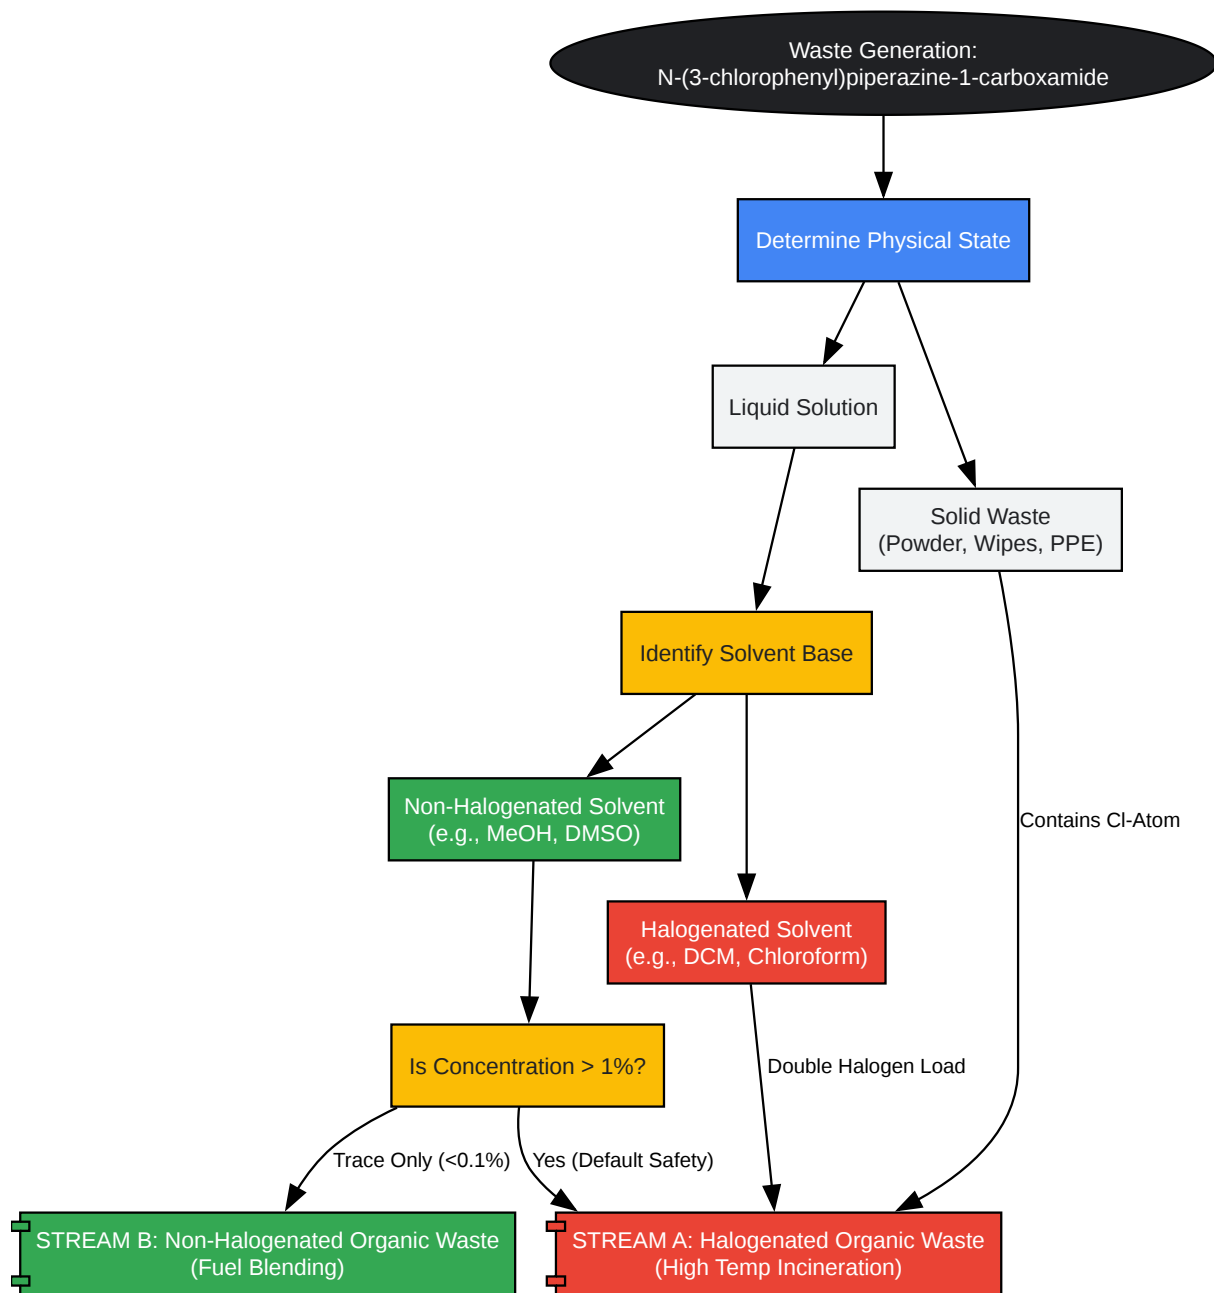 Waste Generation:
N-(3-chlorophenyl)piperazine-1-carboxamide
Determine Physical State
Liquid Solution
Solid Waste
(Powder, Wipes, PPE)
Identify Solvent Base
Non-Halogenated Solvent
(e.g., MeOH, DMSO)
Contains Cl-Atom
Halogenated Solvent
(e.g., DCM, Chloroform)
Is Concentration > 1%?
Double Halogen Load
Trace Only (<0.1%)
Yes (Default Safety)
STREAM B: Non-Halogenated Organic Waste
(Fuel Blending)
STREAM A: Halogenated Organic Waste
(High Temp Incineration)